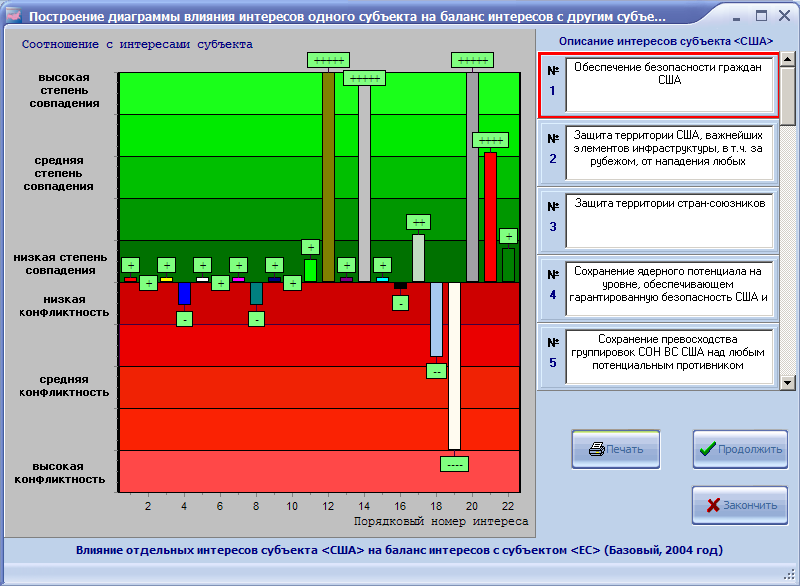 Построение диаграммы влияния интересов одного субъекта на баланс интересов с другим субъе...
Соотношение с интересами субъекта
высокая
степень
совпадения
средняя
степень
совпадения
низкая степень
совпадения
низкая
конфликтность
средняя
конфликтность
высокая
конфликтность
+++++
+++++
+++++
++++
++
+
+
+
+
+
+
+
+
+
+
+
+
+
-
-
-
--
----
2 4 6 8 10 12 14 16 18 20 22
Порядковый номер интереса
Описание интересов субъекта <США>
№ 1
Обеспечение безопасности граждан
США
№ 2
Защита территории США, важнейших
элементов инфраструктуры, в т.ч. за
рубежом, от нападения любых
№ 3
Защита территории стран-союзников
№ 4
Сохранение ядерного потенциала на
уровне, обеспечивающем
гарантированную безопасность США и
№ 5
Сохранение превосходства
группировок СОН ВС США над любым
потенциальным противником
Печать
Продолжить
Закончить
Влияние отдельных интересов субъекта <США> на баланс интересов с субъектом <ЕС> (Базовый, 2004 год)